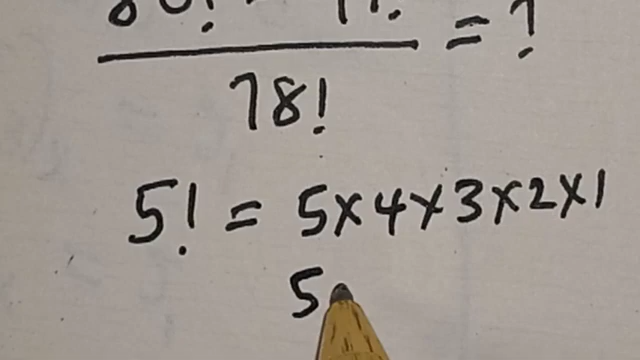 = ?
78!
5! = 5×4×3×2×1
5